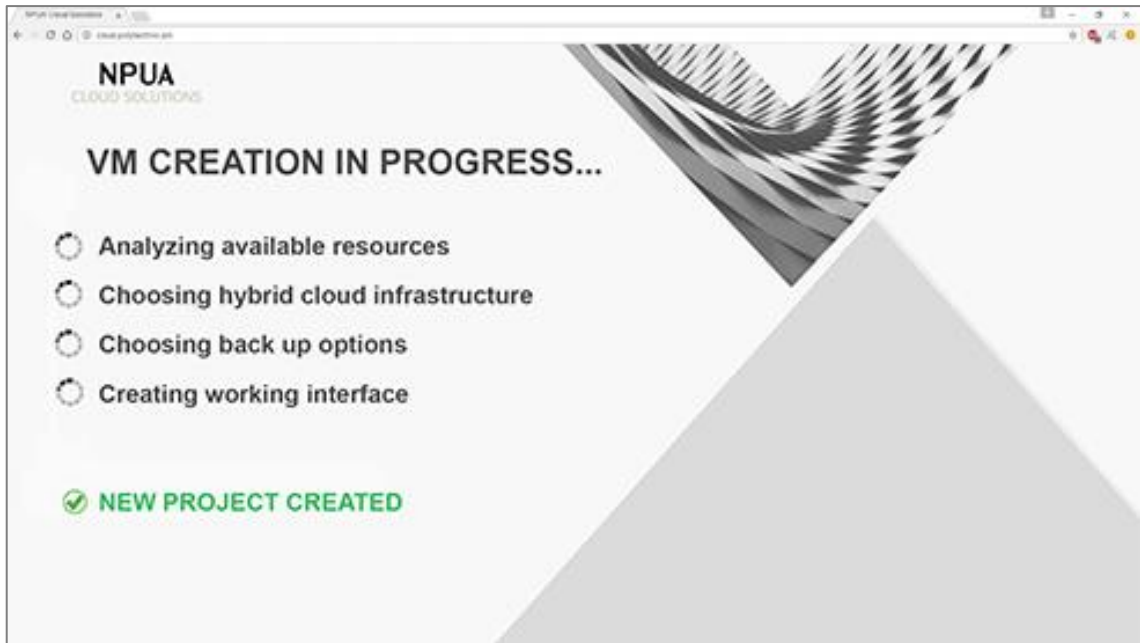 NPUA
CLOUD SOLUTIONS
VM CREATION IN PROGRESS...
Analyzing available resources
Choosing hybrid cloud infrastructure
Choosing back up options
Creating working interface
NEW PROJECT CREATED